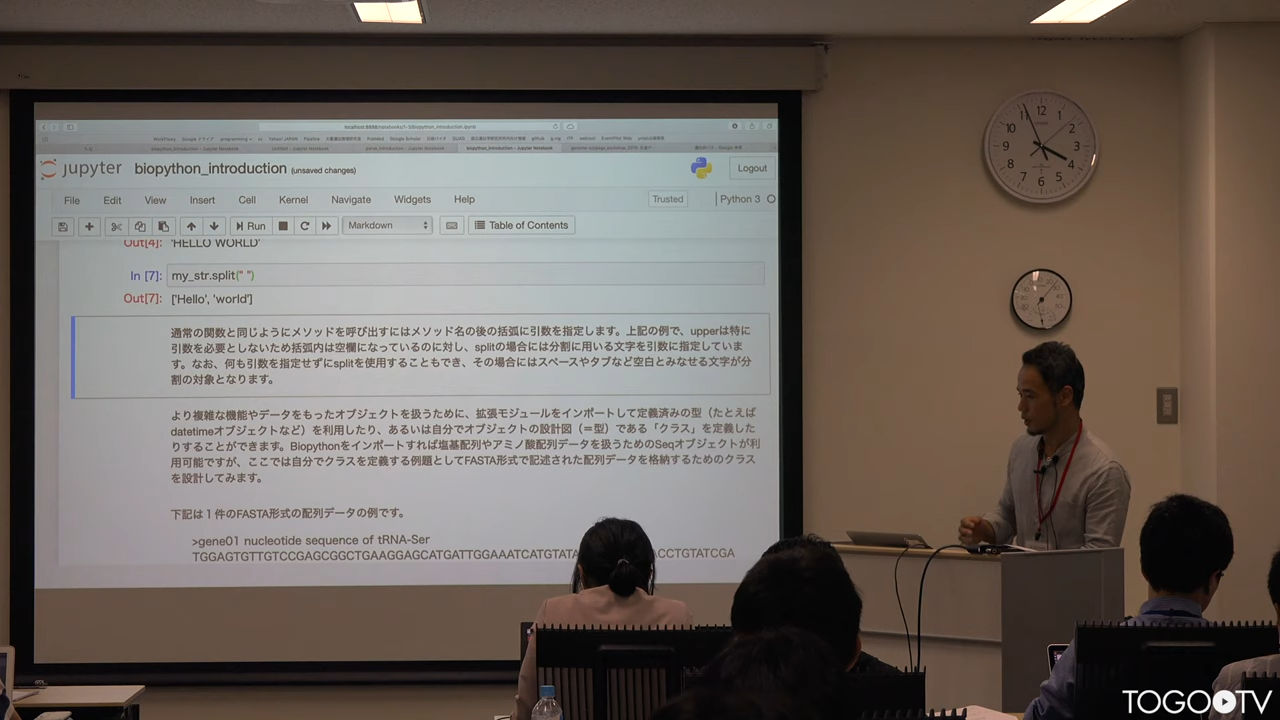 localhost:8888/notebooks/1-3/biopython_introduction.ipynb
biopython_introduction - Jupyter Notebook
jupyter biopython_introduction (unsaved changes)
Logout
File Edit View Insert Cell Kernel Navigate Widgets Help
Trusted
Python 3
Run
Markdown
Table of Contents
Out[4]: 'HELLO WORLD'
In [7]: my_str.split(" ")
Out[7]: ['Hello', 'world']
通常の関数と同じようにメソッドを呼び出すにはメソッド名の後の括弧に引数を指定します。上記の例で、upperは特に
引数を必要としないため括弧内は空欄になっているのに対し、splitの場合には分割に用いる文字を引数に指定していま
す。なお、何も引数を指定せずにsplitを使用することもでき、その場合にはスペースやタブなど空白とみなせる文字が分
割の対象となります。
より複雑な機能やデータをもったオブジェクトを扱うために、拡張モジュールをインポートして定義済みの型（たとえば
datetimeオブジェクトなど）を利用したり、あるいは自分でオブジェクトの設計図（＝型）である「クラス」を定義した
りすることができます。Biopythonをインポートすれば塩基配列やアミノ酸配列データを扱うためのSeqオブジェクトが利
用可能ですが、ここでは自分でクラスを定義する例題としてFASTA形式で記述された配列データを格納するためのクラス
を設計してみます。
下記は１件のFASTA形式の配列データの例です。
>gene01 nucleotide sequence of tRNA-Ser
TGGAGTGTTGTCCGAGCGGCTGAAGGAGCATGATTGGAAATCATGTATA ACCTGTATCGA
12
1
2
3
4
5
6
7
8
9
10
11
TOGOTV